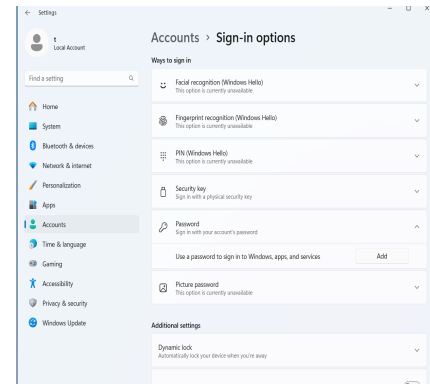 Settings
t
Local Account
Find a setting
Home
System
Bluetooth & devices
Network & internet
Personalization
Apps
Accounts
Time & language
Gaming
Accessibility
Privacy & security
Windows Update
Accounts > Sign-in options
Ways to sign in
Facial recognition (Windows Hello)
This option is currently unavailable
Fingerprint recognition (Windows Hello)
This option is currently unavailable
PIN (Windows Hello)
This option is currently unavailable
Security key
Sign in with a physical security key
Password
Sign in with your account's password
Use a password to sign in to Windows, apps, and services
Add
Picture password
This option is currently unavailable
Additional settings
Dynamic lock
Automatically lock your device when you're away